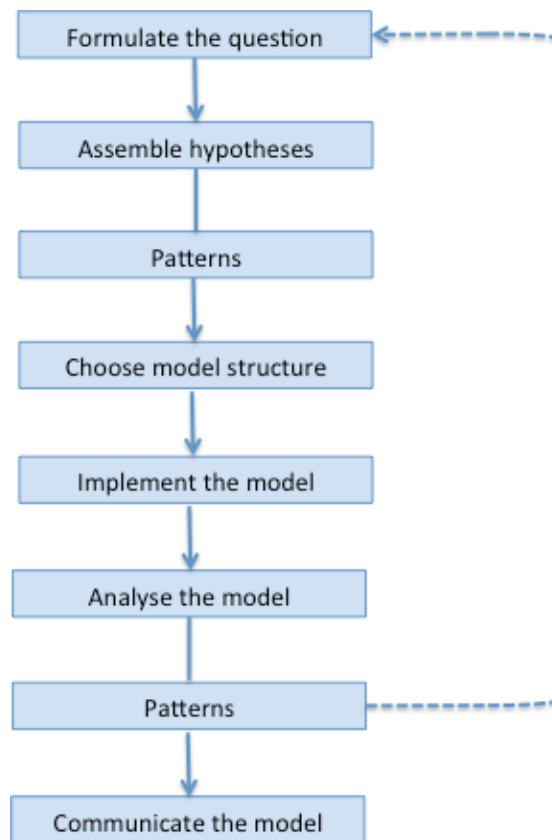 Formulate the question
Assemble hypotheses
Patterns
Choose model structure
Implement the model
Analyse the model
Patterns
Communicate the model